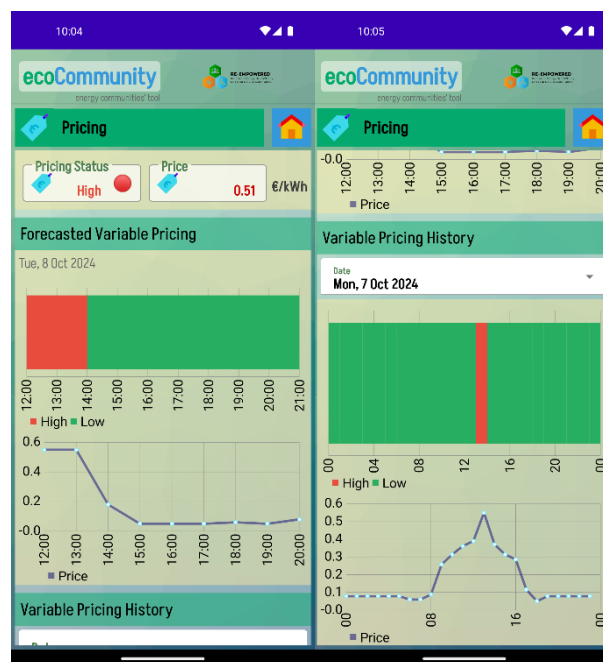 10:04
ecoCommunity
energy communities' tool
RE-EMPOWERED
Pricing
Pricing Status
High
Price
0.51
€/kWh
Forecasted Variable Pricing
Tue, 8 Oct 2024
12:00
13:00
14:00
15:00
16:00
17:00
18:00
19:00
20:00
21:00
High
Low
0.6
0.4
0.2
-0.0
12:00
13:00
14:00
15:00
16:00
17:00
18:00
19:00
20:00
Price
Variable Pricing History
10:05
ecoCommunity
energy communities' tool
RE-EMPOWERED
Pricing
-0.0
12:00
13:00
14:00
15:00
16:00
17:00
18:00
19:00
20:00
Price
Variable Pricing History
Date
Mon, 7 Oct 2024
00
04
08
12
16
20
00
High
Low
0.6
0.5
0.4
0.3
0.2
0.1
-0.0
00
08
16
00
Price